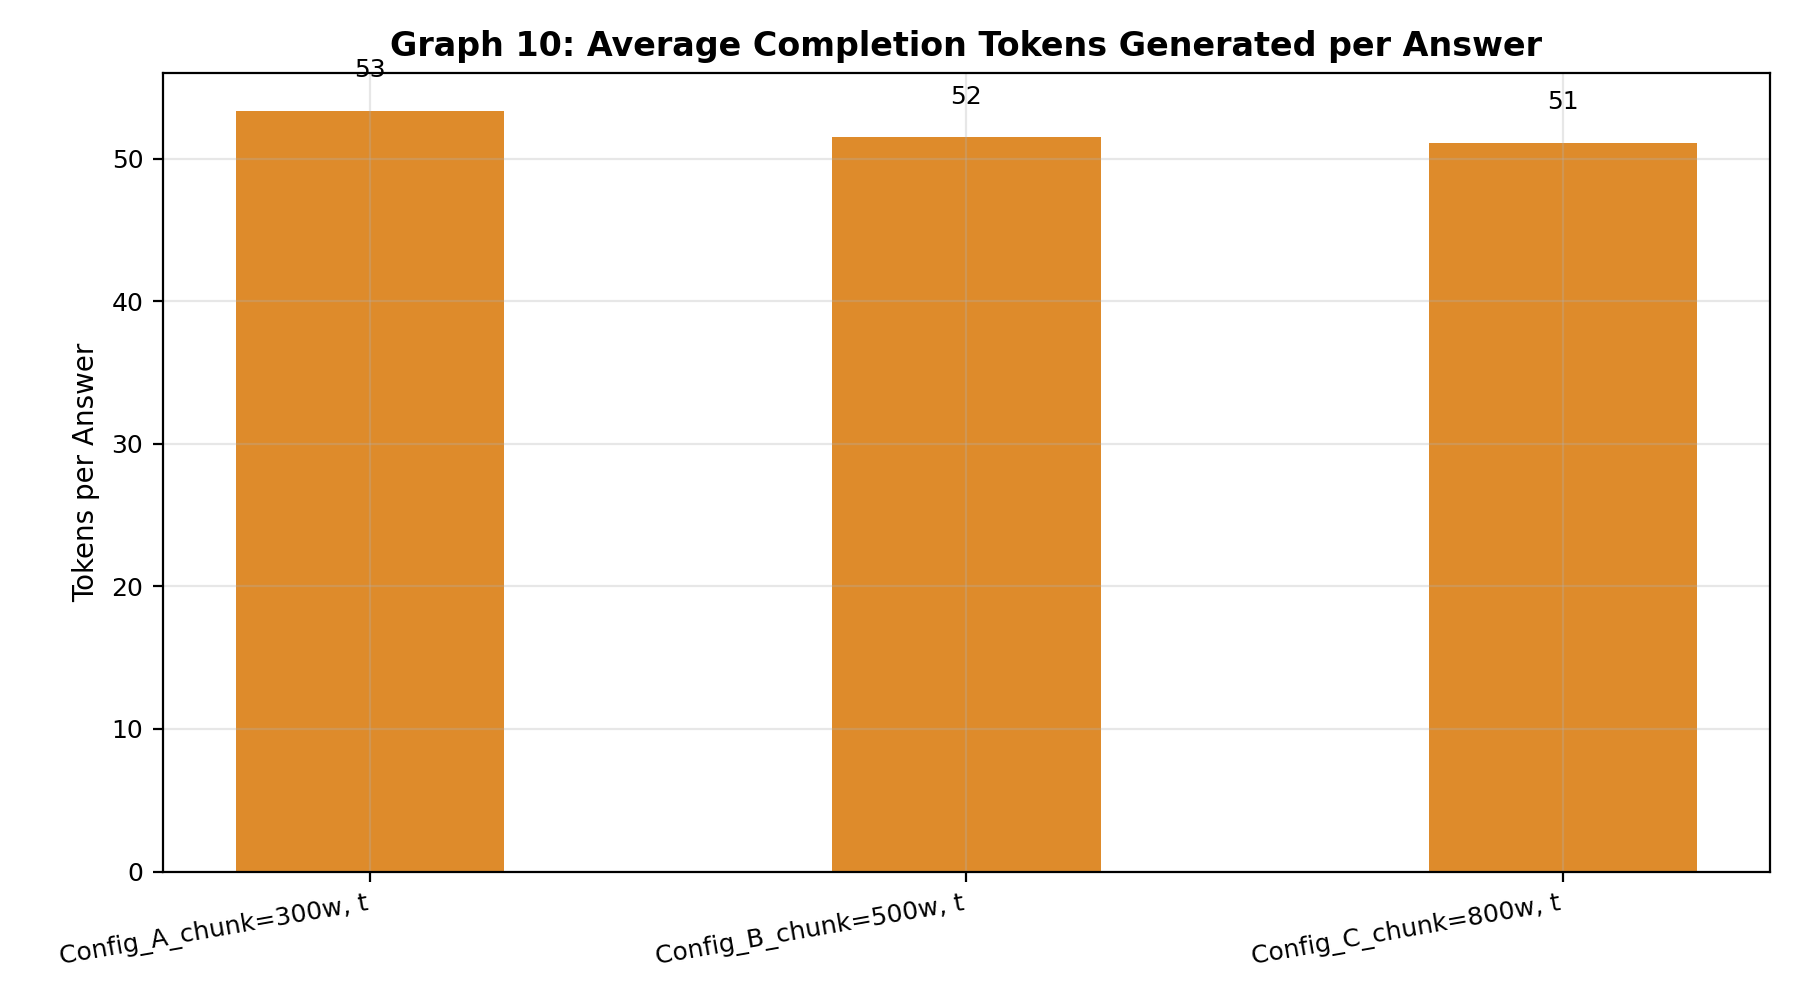 Graph 10: Average Completion Tokens Generated per Answer
53
52
51
Tokens per Answer
50
40
30
20
10
0
Config_A_chunk=300w, t
Config_B_chunk=500w, t
Config_C_chunk=800w, t